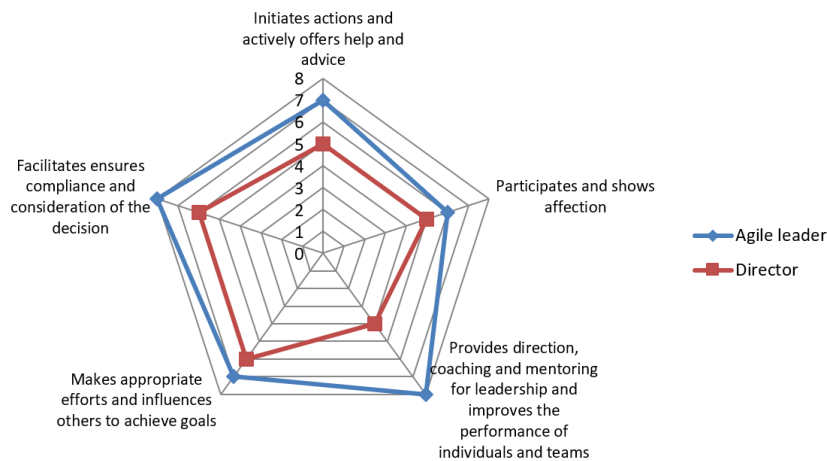 Initiates actions and
actively offers help and
advice
8
7
6
5
4
3
2
1
0
Facilitates ensures
compliance and
consideration of the
decision
Participates and shows
affection
Agile leader
Director
Makes appropriate
efforts and influences
others to achieve goals
Provides direction,
coaching and mentoring
for leadership and
improves the
performance of
individuals and teams